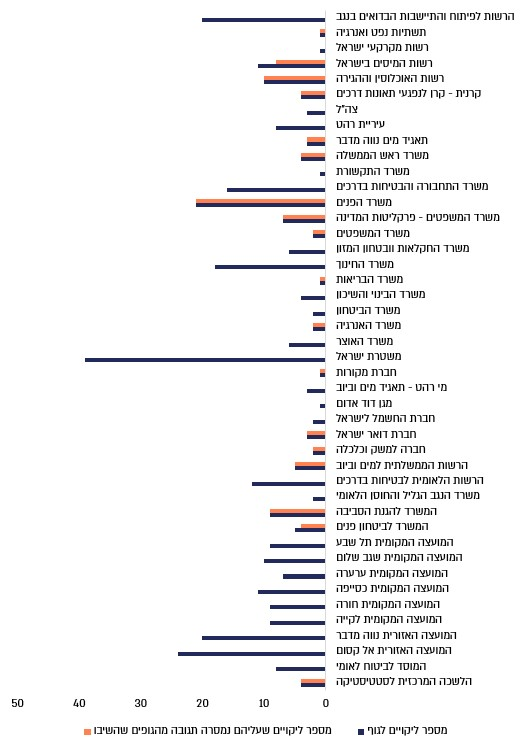 הרשות לפיתוח והתיישבות הבדואים בנגב
תשתיות נפט ואנרגיה
רשות מקרקעי ישראל
רשות המיסים בישראל
רשות האוכלוסין וההגירה
קרנית - קרן לנפגעי תאונות דרכים
צה"ל
עיריית רהט
תאגיד מים נווה מדבר
משרד ראש הממשלה
משרד התקשורת
משרד התחבורה והבטיחות בדרכים
משרד הפנים
משרד המשפטים - פרקליטות המדינה
משרד המשפטים
משרד החקלאות וובטחון המזון
משרד החינוך
משרד הבריאות
משרד הבינוי והשיכון
משרד הביטחון
משרד האנרגיה
משרד האוצר
משטרת ישראל
חברת מקורות
מי רהט - תאגיד מים וביוב
מגן דוד אדום
חברת החשמל לישראל
חברת דואר ישראל
חברה למשק וכלכלה
הרשות הממשלתית למים וביוב
הרשות הלאומית לבטיחות בדרכים
משרד הנגב הגליל והחוסן הלאומי
המשרד להגנת הסביבה
המשרד לביטחון פנים
המועצה המקומית תל שבע
המועצה המקומית שגב שלום
המועצה המקומית ערערה
המועצה המקומית כסייפה
המועצה המקומית חורה
המועצה המקומית לקייה
המועצה האזורית נווה מדבר
המועצה האזורית אל קסום
המוסד לביטוח לאומי
הלשכה המרכזית לסטטיסטיקה
50 40 30 20 10 0
מספר ליקויים לגוף מספר ליקויים שעליהם נמסרה תגובה מהגופים שהשיבו